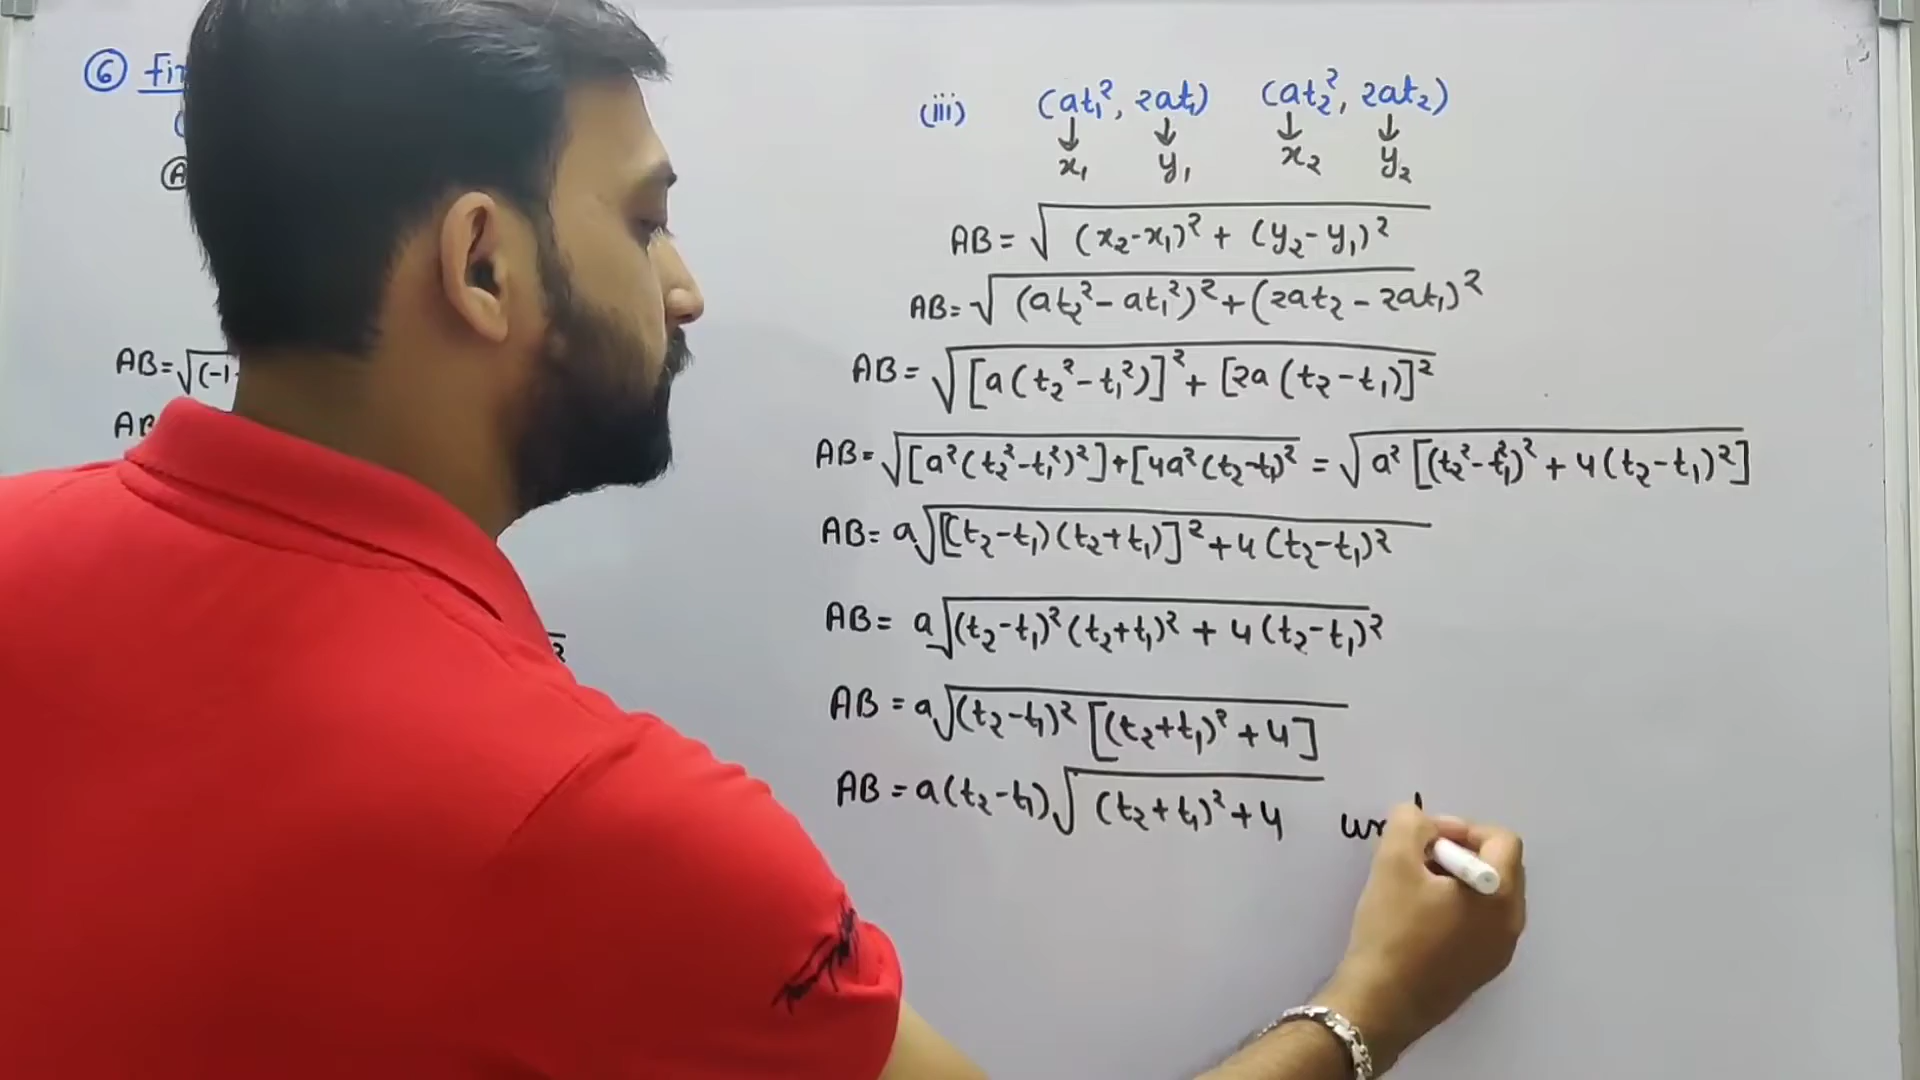 ⑥ fin
Ⓐ
AB=√(-1-
AB
(iii) (at₁², 2at₁) (at₂², 2at₂)
↓ ↓ ↓ ↓
x₁ y₁ x₂ y₂
AB = √(x₂-x₁)² + (y₂-y₁)²
AB= √(at₂²-at₁²)²+(2at₂-2at₁)²
AB= √[a(t₂²-t₁²)]²+[2a(t₂-t₁)]²
AB= √[a²(t₂²-t₁²)²]+[4a²(t₂-t₁)² = √a²[(t₂²-t₁²)²+4(t₂-t₁)²]
AB= a√[(t₂-t₁)(t₂+t₁)]²+4(t₂-t₁)²
AB= a√(t₂-t₁)²(t₂+t₁)²+4(t₂-t₁)²
AB = a√(t₂-t₁)²[(t₂+t₁)²+4]
AB = a(t₂-t₁)√(t₂+t₁)²+4 un